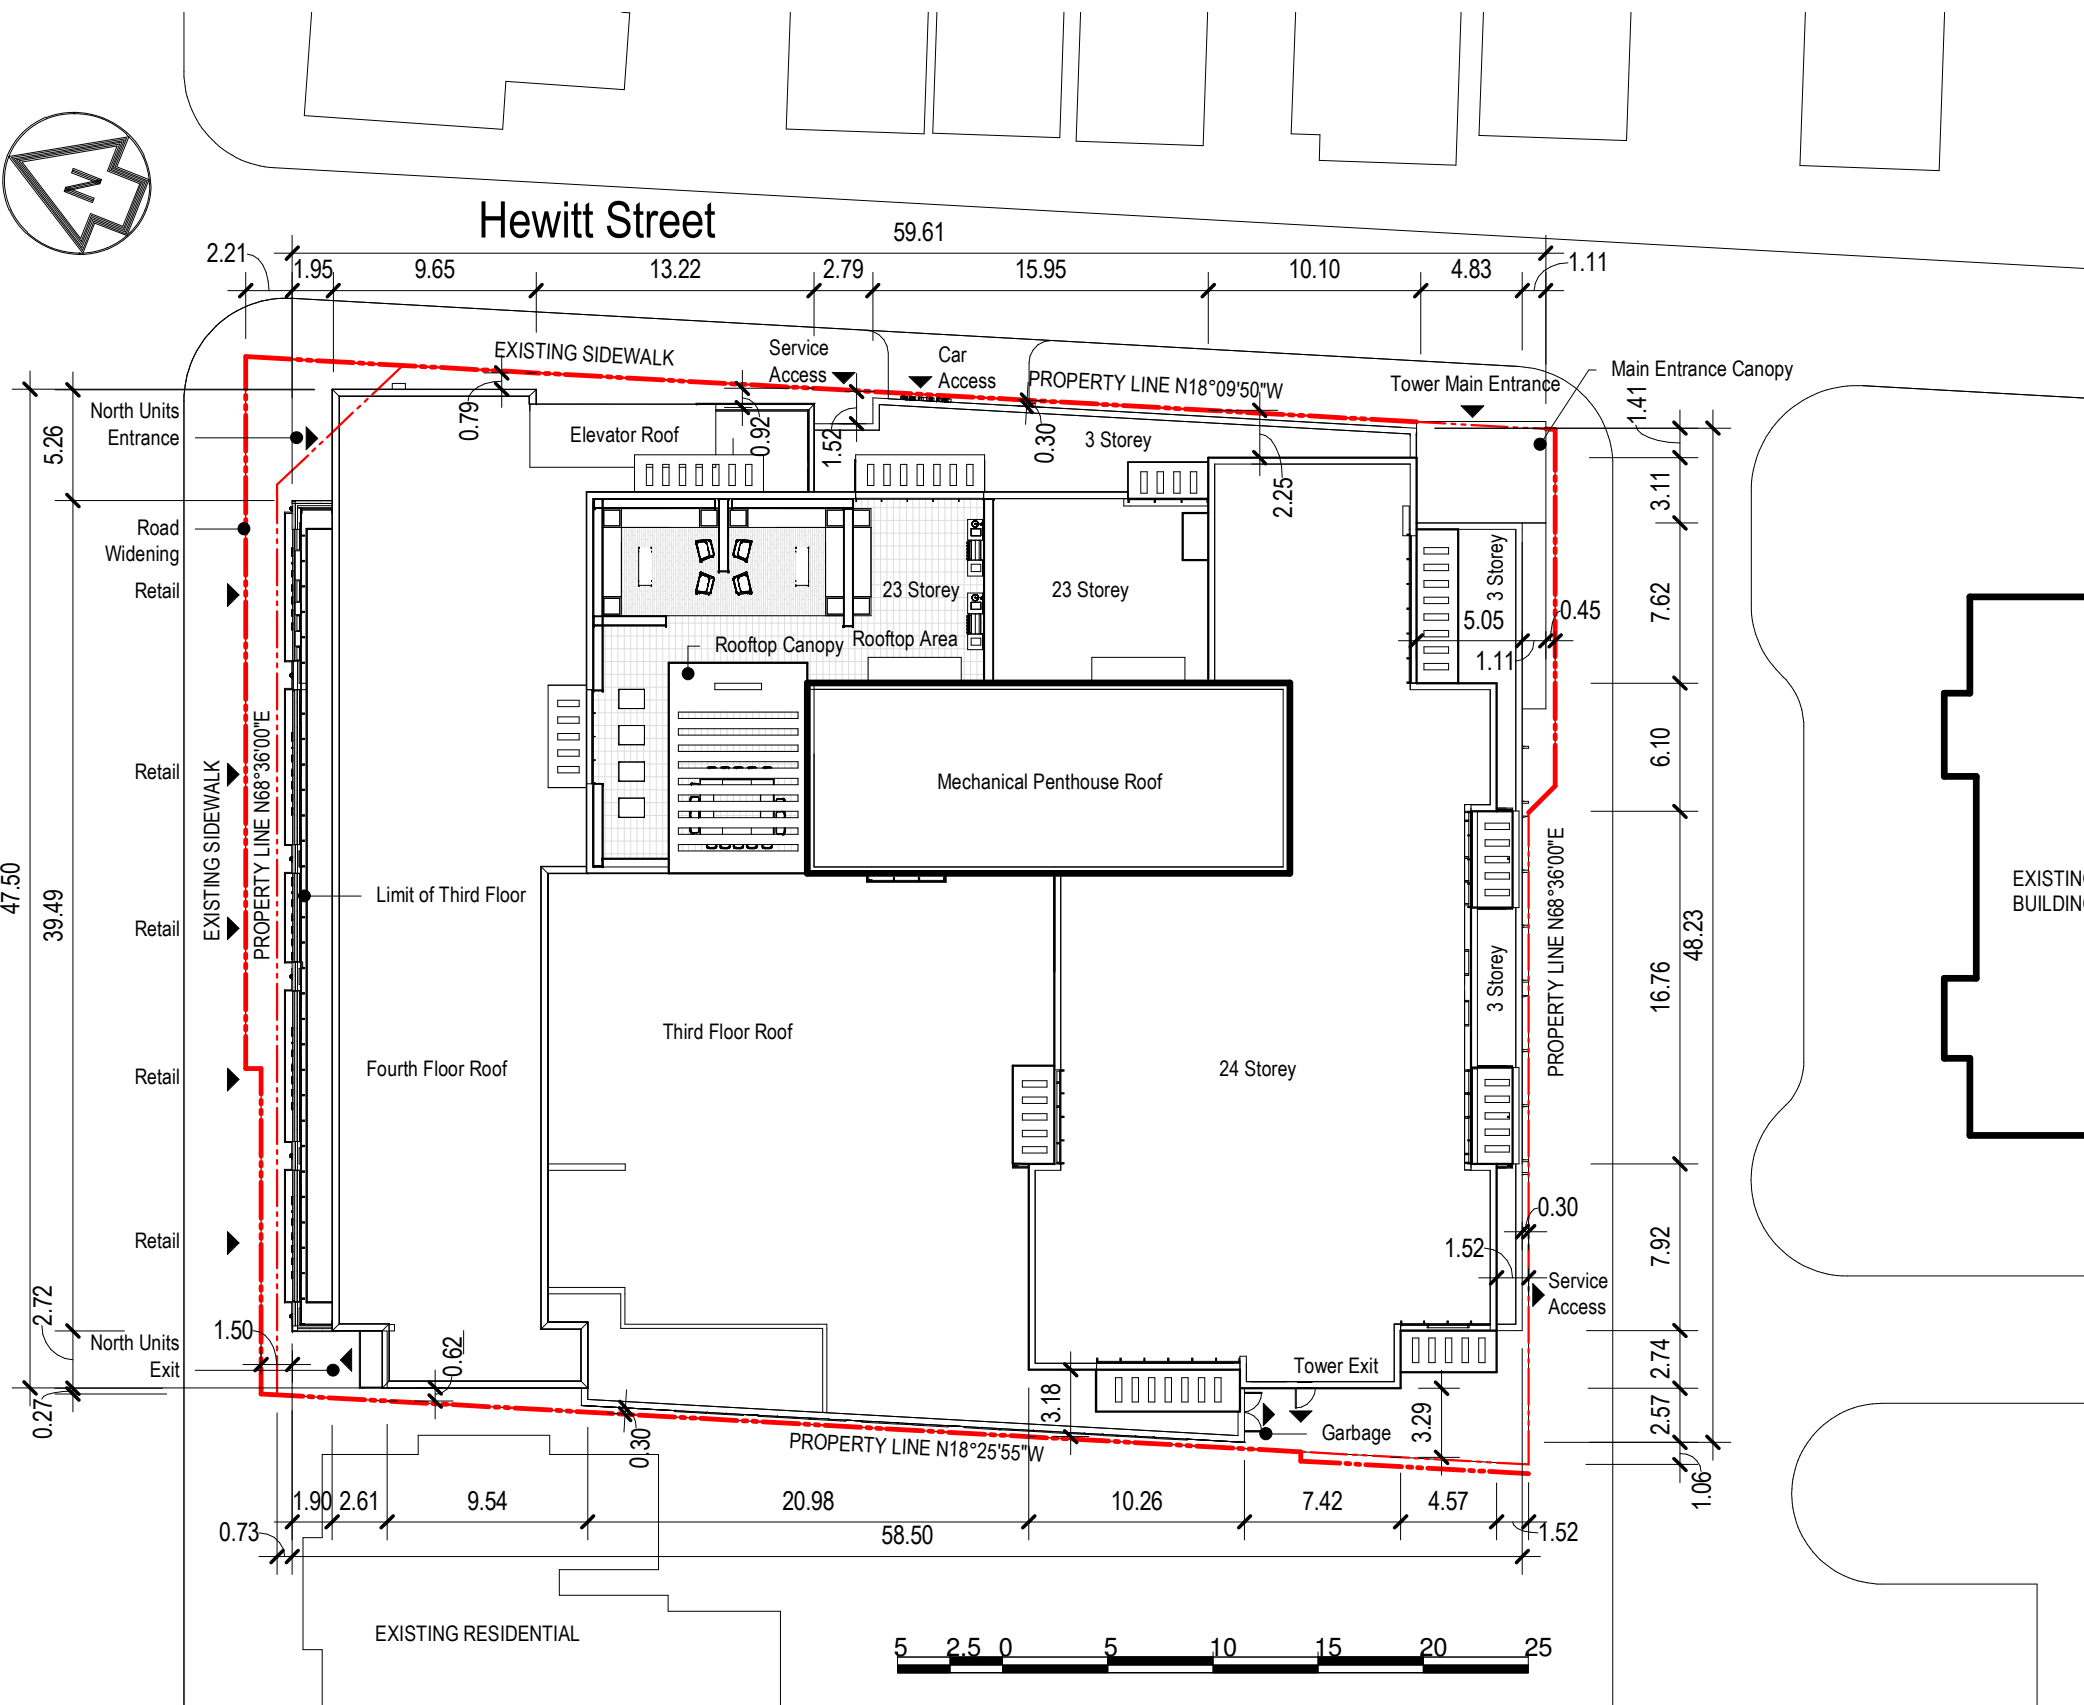 N
Hewitt Street
59.61
2.21
1.95
9.65
13.22
2.79
15.95
10.10
4.83
1.11
EXISTING SIDEWALK
Service
Access
Car
Access
PROPERTY LINE N18°09'50"W
Tower Main Entrance
Main Entrance Canopy
1.41
North Units
Entrance
5.26
0.79
Elevator Roof
0.92
1.52
0.30
3 Storey
2.25
3.11
Road
Widening
Retail
23 Storey
23 Storey
3 Storey
5.05
0.45
7.62
Rooftop Canopy
Rooftop Area
1.11
6.10
Retail
EXISTING SIDEWALK
PROPERTY LINE N68°36'00"E
Mechanical Penthouse Roof
47.50
39.49
Limit of Third Floor
Retail
PROPERTY LINE N68°36'00"E
48.23
EXISTIN
BUILDIN
3 Storey
16.76
Third Floor Roof
Fourth Floor Roof
24 Storey
Retail
Retail
0.30
1.52
7.92
Service
Access
2.72
1.50
North Units
Exit
0.62
Tower Exit
2.74
0.27
3.18
3.29
2.57
Garbage
0.30
PROPERTY LINE N18°25'55"W
1.06
1.90
2.61
9.54
20.98
10.26
7.42
4.57
0.73
58.50
1.52
EXISTING RESIDENTIAL
5 2.5 0 5 10 15 20 25